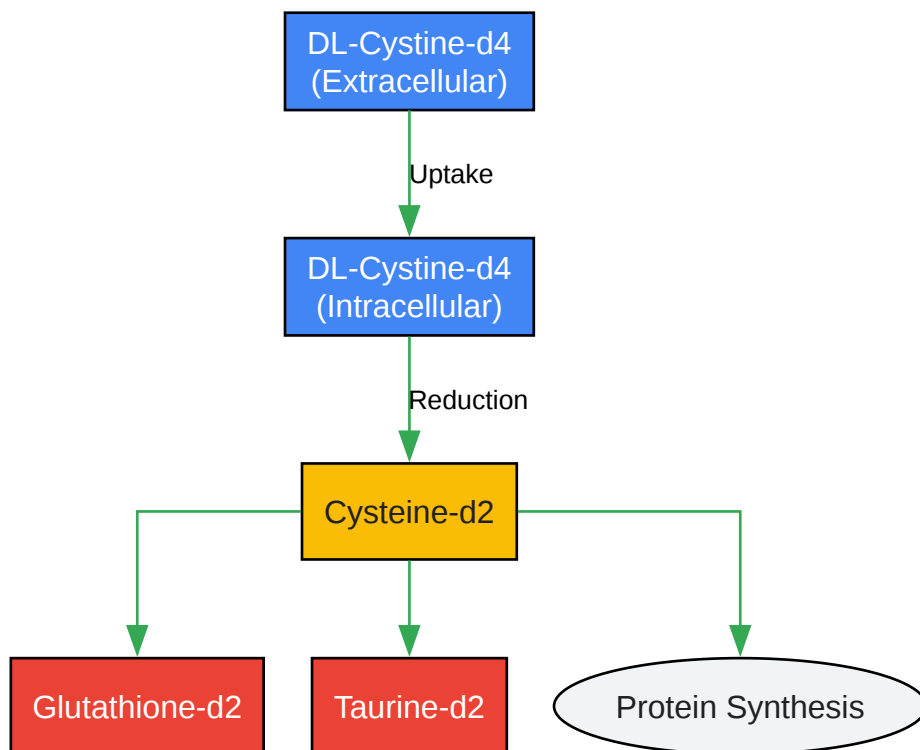 DL-Cystine-d4
(Extracellular)
Uptake
DL-Cystine-d4
(Intracellular)
Reduction
Cysteine-d2
Glutathione-d2
Taurine-d2
Protein Synthesis